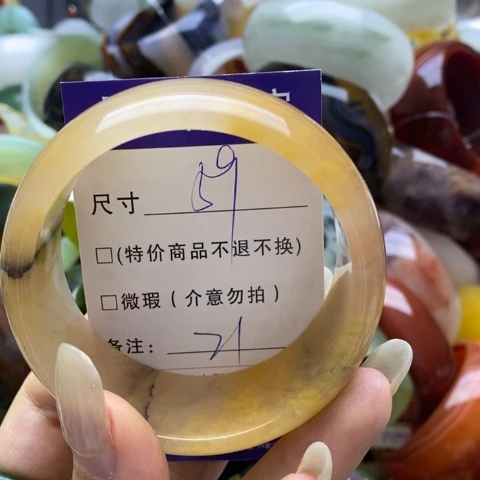 尺寸 59
□(特价商品不退不换)
□微瑕（介意勿拍）
备注： 21